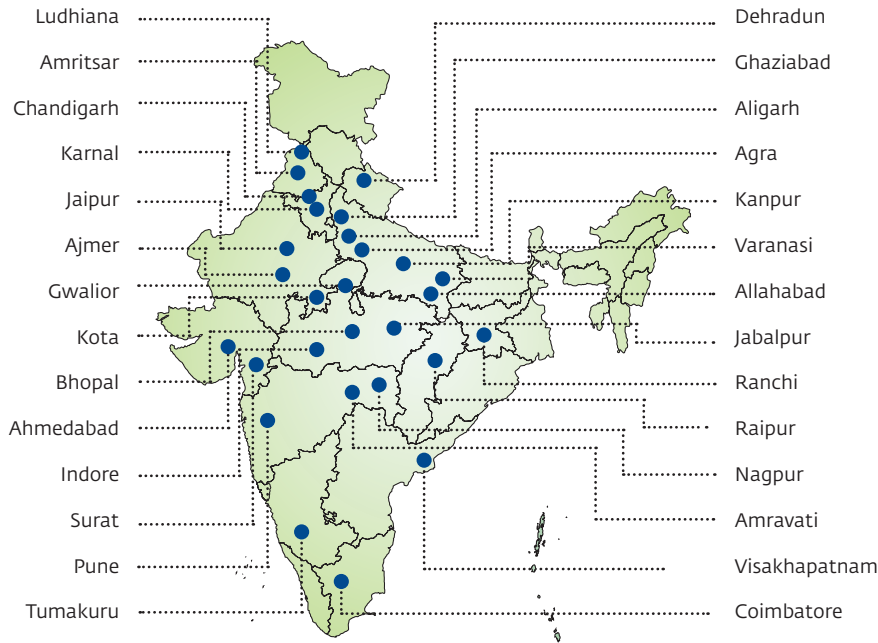 Ludhiana
Amritsar
Chandigarh
Karnal
Jaipur
Ajmer
Gwalior
Kota
Bhopal
Ahmedabad
Indore
Surat
Pune
Tumakuru
Dehradun
Ghaziabad
Aligarh
Agra
Kanpur
Varanasi
Allahabad
Jabalpur
Ranchi
Raipur
Nagpur
Amravati
Visakhapatnam
Coimbatore